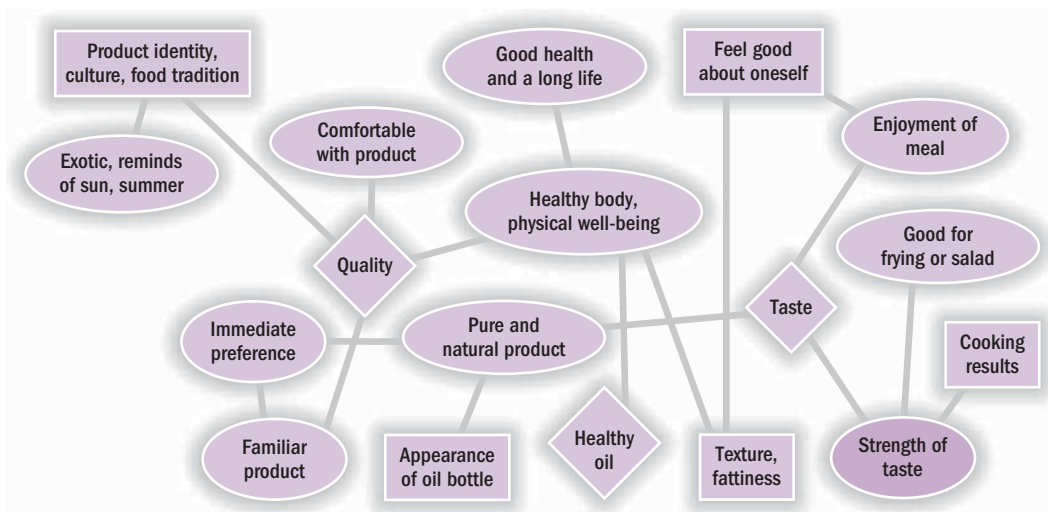 Product identity,
culture, food tradition
Good health
and a long life
Feel good
about oneself
Comfortable
with product
Enjoyment of
meal
Exotic, reminds
of sun, summer
Healthy body,
physical well-being
Good for
frying or salad
Quality
Taste
Immediate
preference
Pure and
natural product
Cooking
results
Familiar
product
Appearance
of oil bottle
Healthy
oil
Texture,
fattiness
Strength of
taste